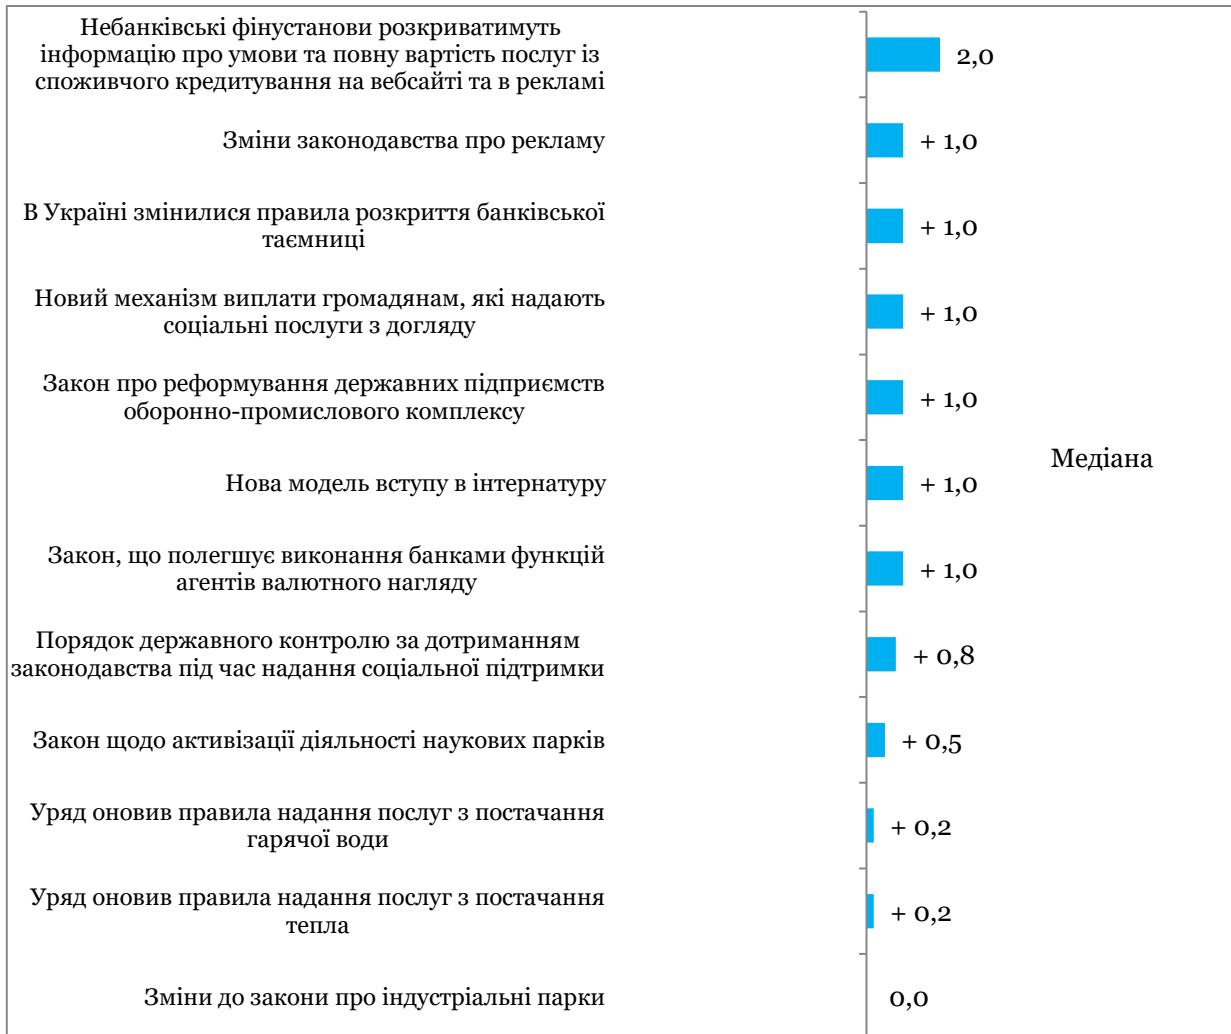 Небанківські фінустанови розкриватимуть
інформацію про умови та повну вартість послуг із
споживчого кредитування на вебсайті та в рекламі
2,0
Зміни законодавства про рекламу
+ 1,0
В Україні змінилися правила розкриття банківської
таємниці
+ 1,0
Новий механізм виплати громадянам, які надають
соціальні послуги з догляду
+ 1,0
Закон про реформування державних підприємств
оборонно-промислового комплексу
+ 1,0
Медіана
Нова модель вступу в інтернатуру
+ 1,0
Закон, що полегшує виконання банками функцій
агентів валютного нагляду
+ 1,0
Порядок державного контролю за дотриманням
законодавства під час надання соціальної підтримки
+ 0,8
Закон щодо активізації діяльності наукових парків
+ 0,5
Уряд оновив правила надання послуг з постачання
гарячої води
+ 0,2
Уряд оновив правила надання послуг з постачання
тепла
+ 0,2
Зміни до закони про індустріальні парки
0,0